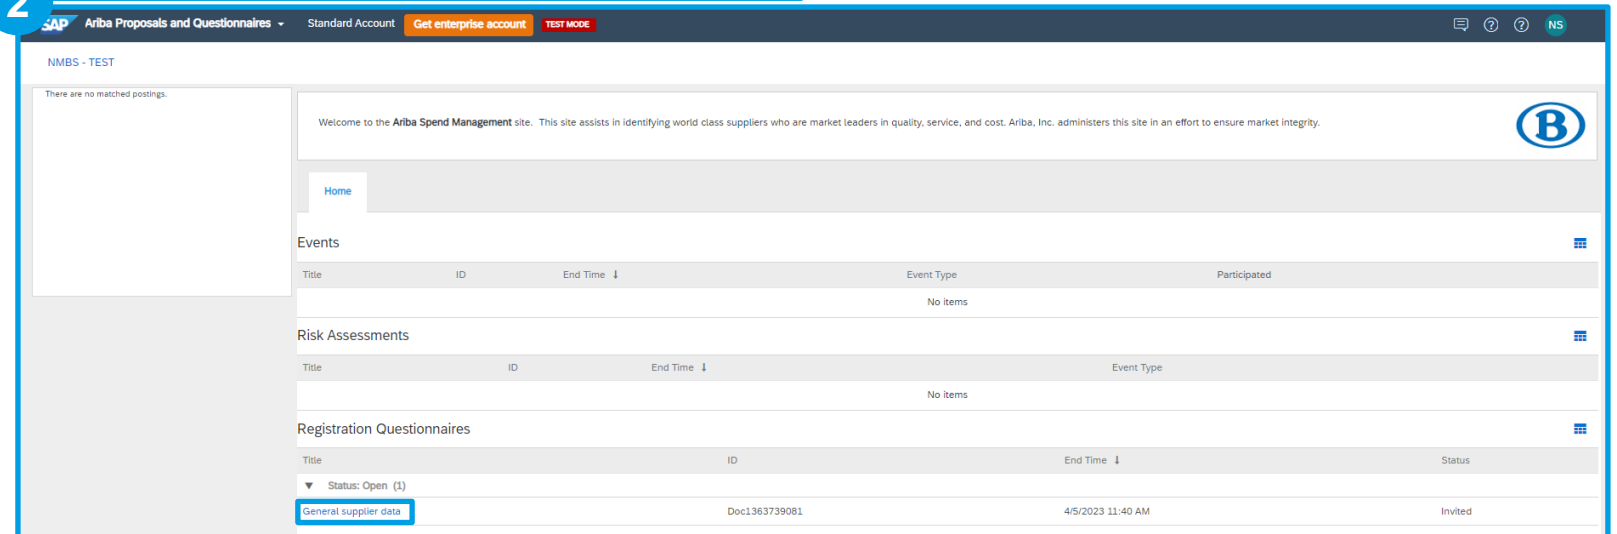 2
SAP Ariba Proposals and Questionnaires Standard Account Get enterprise account TEST MODE NS
NMBS - TEST
There are no matched postings.
Welcome to the Ariba Spend Management site. This site assists in identifying world class suppliers who are market leaders in quality, service, and cost. Ariba, Inc. administers this site in an effort to ensure market integrity.
B
Home
Events
Title ID End Time ↓ Event Type Participated
No items
Risk Assessments
Title ID End Time ↓ Event Type
No items
Registration Questionnaires
Title ID End Time ↓ Status
▼ Status: Open (1)
General supplier data Doc1363739081 4/5/2023 11:40 AM Invited